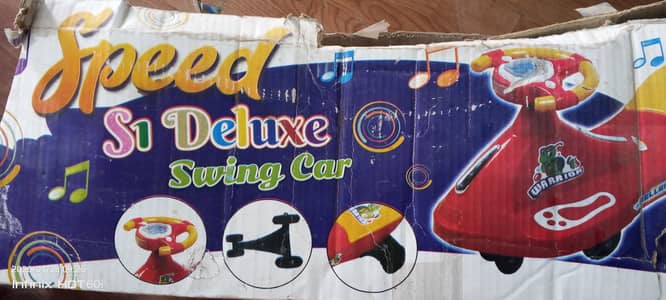 Speed
S1 Deluxe
Swing Car
WARRIOR
Infinix HOT 60i